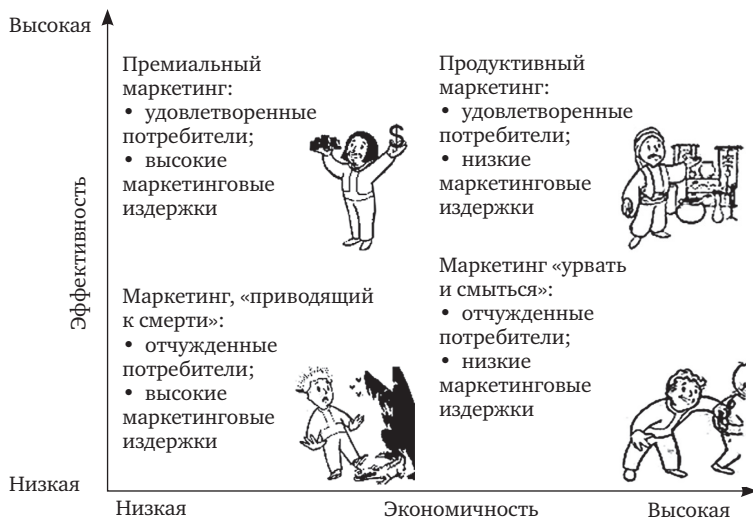 Высокая
Премиальный
маркетинг:
• удовлетворенные
потребители;
• высокие
маркетинговые
издержки
$
Продуктивный
маркетинг:
• удовлетворенные
потребители;
• низкие
маркетинговые
издержки
Эффективность
Маркетинг, «приводящий
к смерти»:
• отчужденные
потребители;
• высокие
маркетинговые
издержки
Маркетинг «урвать
и смыться»:
• отчужденные
потребители;
• низкие
маркетинговые
издержки
Низкая
Низкая
Экономичность
Высокая